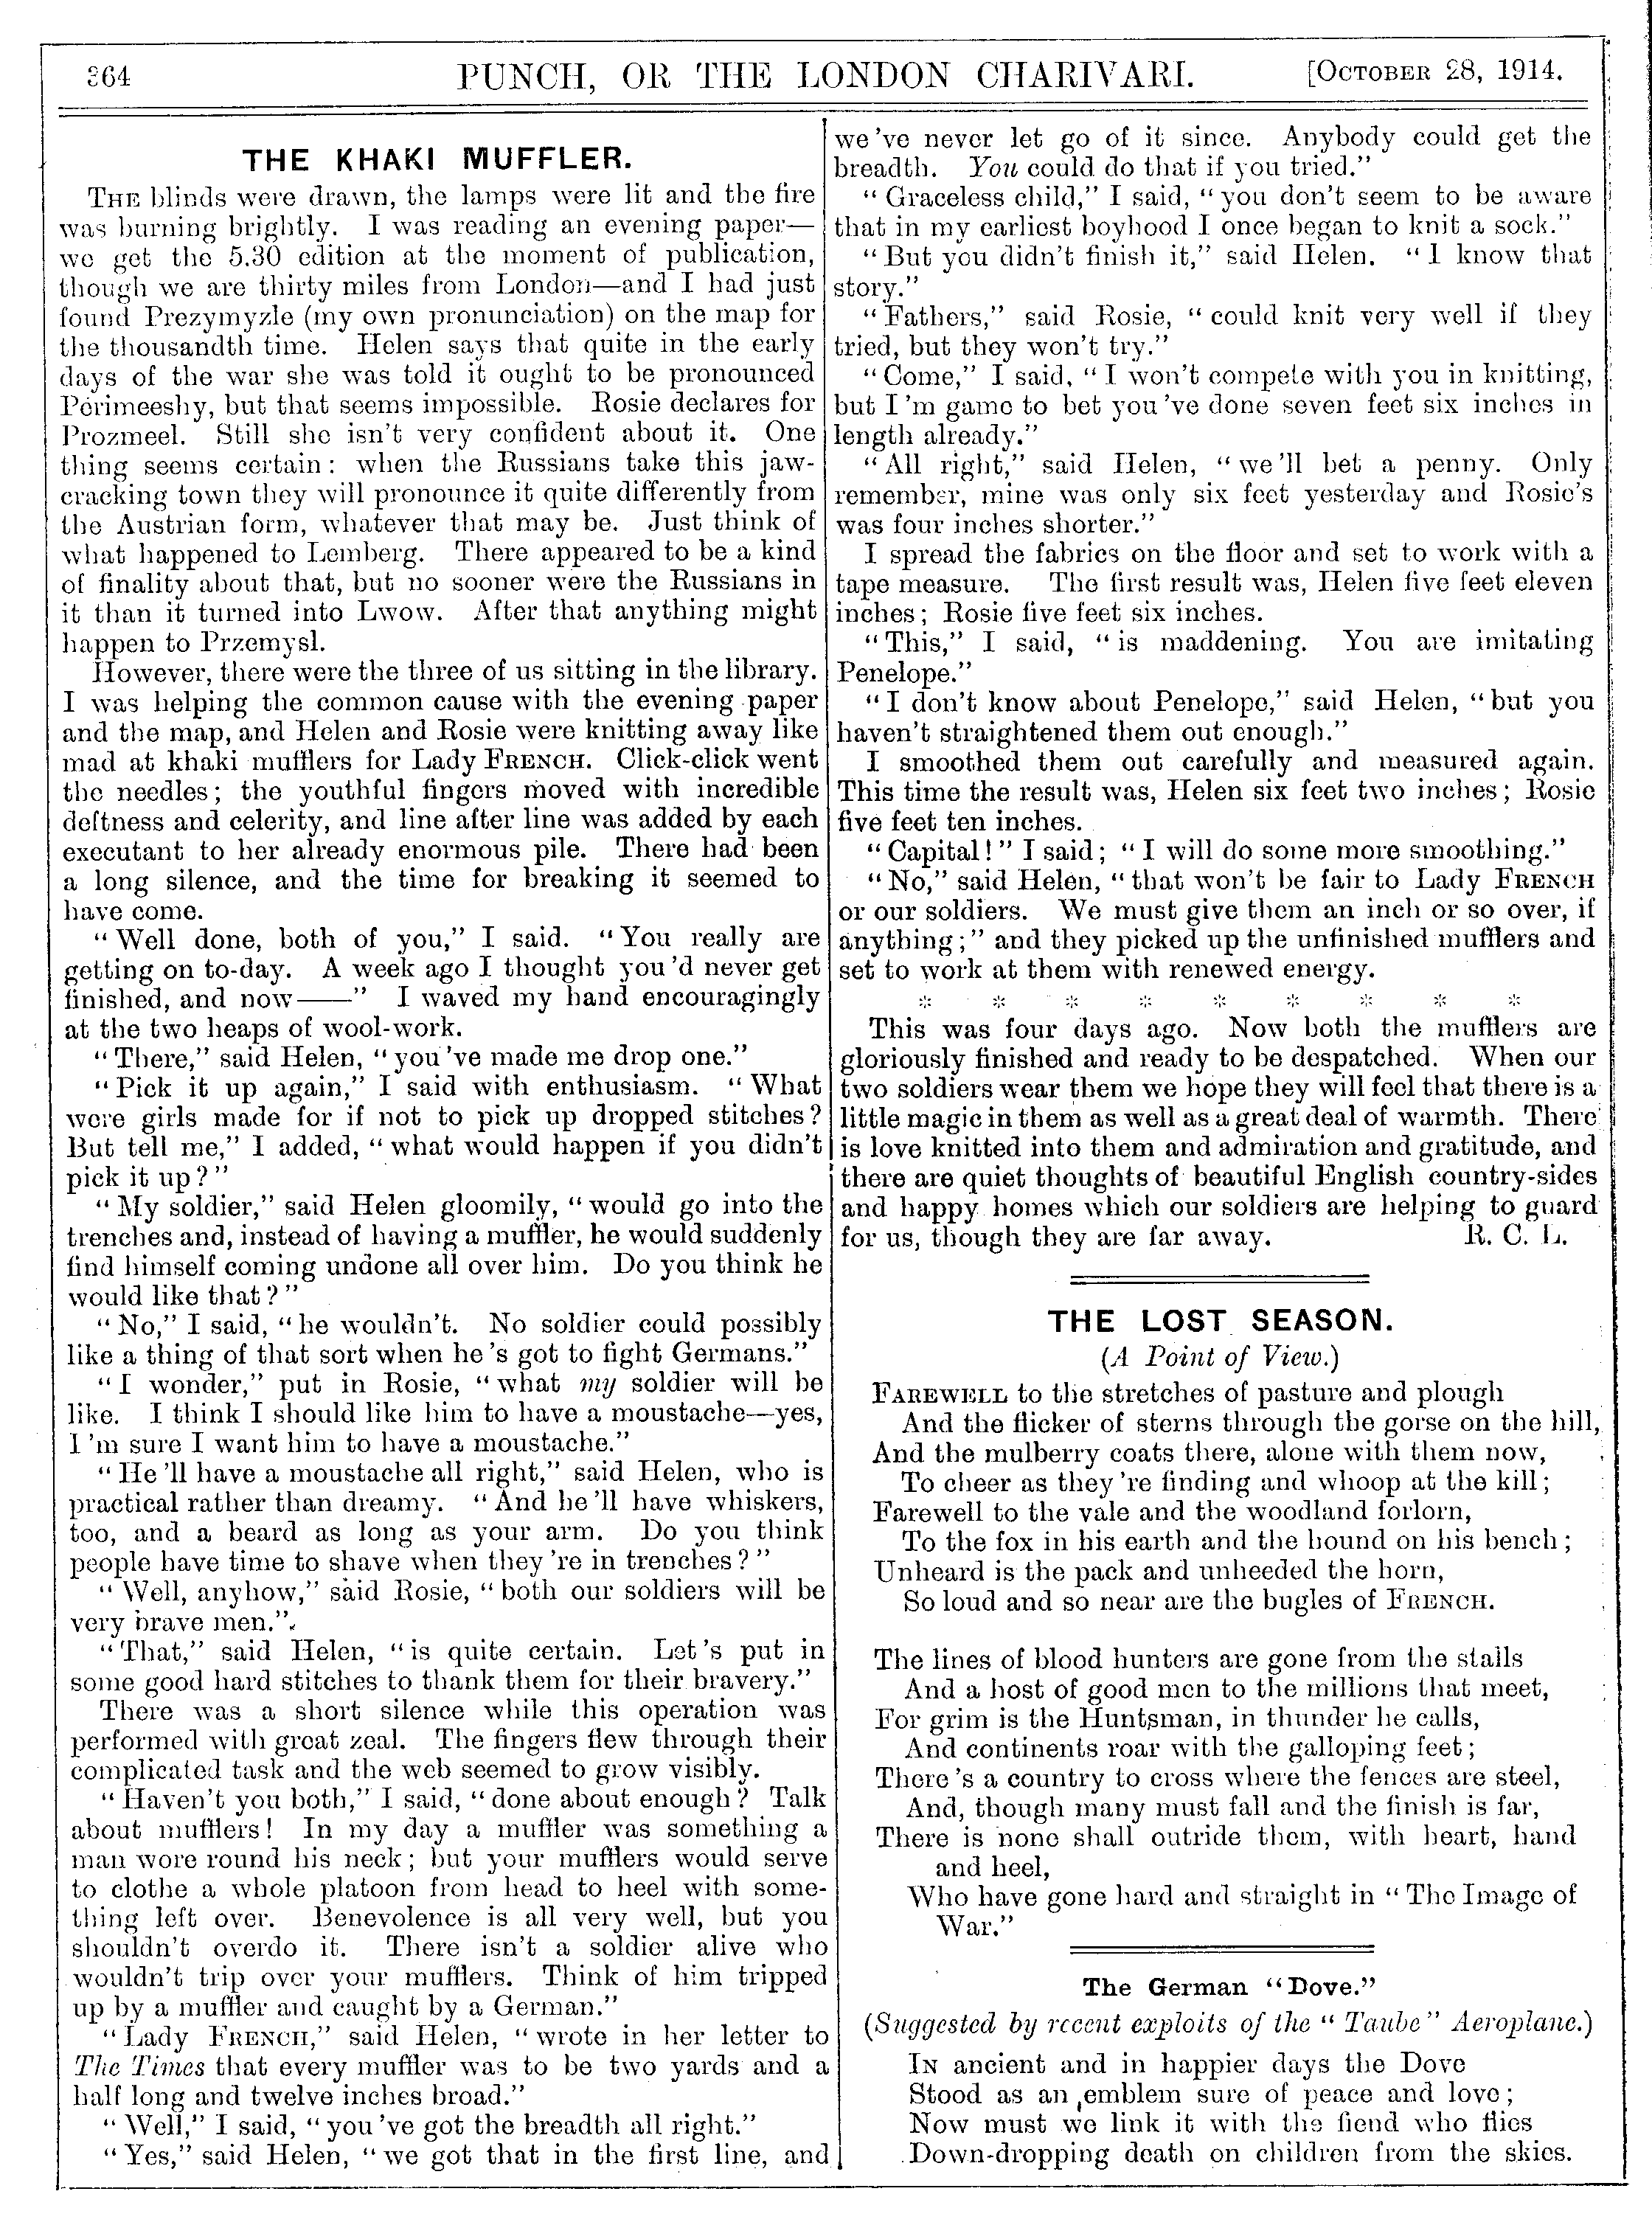 364
PUNCH, OR THE LONDON CHARIVARI.
[OCTOBER 28, 1914.
THE KHAKI MUFFLER.
THE blinds were drawn, the lamps were lit and the fire
was burning brightly. I was reading an evening paper—
we get the 5.30 edition at the moment of publication,
though we are thirty miles from London—and I had just
found Prezymyzle (my own pronunciation) on the map for
the thousandth time. Helen says that quite in the early
days of the war she was told it ought to be pronounced
Perimeeshy, but that seems impossible. Rosie declares for
Prozmeel. Still she isn't very confident about it. One
thing seems certain: when the Russians take this jaw-
cracking town they will pronounce it quite differently from
the Austrian form, whatever that may be. Just think of
what happened to Lemberg. There appeared to be a kind
of finality about that, but no sooner were the Russians in
it than it turned into Lwow. After that anything might
happen to Przemysl.
However, there were the three of us sitting in the library.
I was helping the common cause with the evening paper
and the map, and Helen and Rosie were knitting away like
mad at khaki mufflers for Lady FRENCH. Click-click went
the needles; the youthful fingers moved with incredible
deftness and celerity, and line after line was added by each
executant to her already enormous pile. There had been
a long silence, and the time for breaking it seemed to
have come.
"Well done, both of you," I said. "You really are
getting on to-day. A week ago I thought you'd never get
finished, and now——" I waved my hand encouragingly
at the two heaps of wool-work.
"There," said Helen, "you've made me drop one."
"Pick it up again," I said with enthusiasm. "What
were girls made for if not to pick up dropped stitches?
But tell me," I added, "what would happen if you didn't
pick it up?"
"My soldier," said Helen gloomily, "would go into the
trenches and, instead of having a muffler, he would suddenly
find himself coming undone all over him. Do you think he
would like that?"
"No," I said, "he wouldn't. No soldier could possibly
like a thing of that sort when he's got to fight Germans."
"I wonder," put in Rosie, "what my soldier will be
like. I think I should like him to have a moustache—yes,
I'm sure I want him to have a moustache."
"He'll have a moustache all right," said Helen, who is
practical rather than dreamy. "And he'll have whiskers,
too, and a beard as long as your arm. Do you think
people have time to shave when they're in trenches?"
"Well, anyhow," said Rosie, "both our soldiers will be
very brave men."
"That," said Helen, "is quite certain. Let's put in
some good hard stitches to thank them for their bravery."
There was a short silence while this operation was
performed with great zeal. The fingers flew through their
complicated task and the web seemed to grow visibly.
"Haven't you both," I said, "done about enough? Talk
about mufflers! In my day a muffler was something a
man wore round his neck; but your mufflers would serve
to clothe a whole platoon from head to heel with some-
thing left over. Benevolence is all very well, but you
shouldn't overdo it. There isn't a soldier alive who
wouldn't trip over your mufflers. Think of him tripped
up by a muffler and caught by a German."
"Lady FRENCH," said Helen, "wrote in her letter to
The Times that every muffler was to be two yards and a
half long and twelve inches broad."
"Well," I said, "you've got the breadth all right."
"Yes," said Helen, "we got that in the first line, and
we've never let go of it since. Anybody could get the
breadth. You could do that if you tried."
"Graceless child," I said, "you don't seem to be aware
that in my earliest boyhood I once began to knit a sock."
"But you didn't finish it," said Helen. "I know that
story."
"Fathers," said Rosie, "could knit very well if they
tried, but they won't try."
"Come," I said, "I won't compete with you in knitting,
but I'm game to bet you've done seven feet six inches in
length already."
"All right," said Helen, "we'll bet a penny. Only
remember, mine was only six feet yesterday and Rosie's
was four inches shorter."
I spread the fabrics on the floor and set to work with a
tape measure. The first result was, Helen five feet eleven
inches; Rosie five feet six inches.
"This," I said, "is maddening. You are imitating
Penelope."
"I don't know about Penelope," said Helen, "but you
haven't straightened them out enough."
I smoothed them out carefully and measured again.
This time the result was, Helen six feet two inches; Rosie
five feet ten inches.
"Capital!" I said; "I will do some more smoothing."
"No," said Helen, "that won't be fair to Lady FRENCH
or our soldiers. We must give them an inch or so over, if
anything;" and they picked up the unfinished mufflers and
set to work at them with renewed energy.
* * * * * * * * *
This was four days ago. Now both the mufflers are
gloriously finished and ready to be despatched. When our
two soldiers wear them we hope they will feel that there is a
little magic in them as well as a great deal of warmth. There
is love knitted into them and admiration and gratitude, and
there are quiet thoughts of beautiful English country-sides
and happy homes which our soldiers are helping to guard
for us, though they are far away. R. C. L.
THE LOST SEASON.
(A Point of View.)
FAREWELL to the stretches of pasture and plough
And the flicker of sterns through the gorse on the hill,
And the mulberry coats there, alone with them now,
To cheer as they're finding and whoop at the kill;
Farewell to the vale and the woodland forlorn,
To the fox in his earth and the hound on his bench;
Unheard is the pack and unheeded the horn,
So loud and so near are the bugles of FRENCH.
The lines of blood hunters are gone from the stalls
And a host of good men to the millions that meet,
For grim is the Huntsman, in thunder he calls,
And continents roar with the galloping feet;
There's a country to cross where the fences are steel,
And, though many must fall and the finish is far,
There is none shall outride them, with heart, hand
and heel,
Who have gone hard and straight in "The Image of
War."
The German "Dove."
(Suggested by recent exploits of the "Taube" Aeroplane.)
IN ancient and in happier days the Dove
Stood as an emblem sure of peace and love;
Now must we link it with the fiend who flies
Down-dropping death on children from the skies.